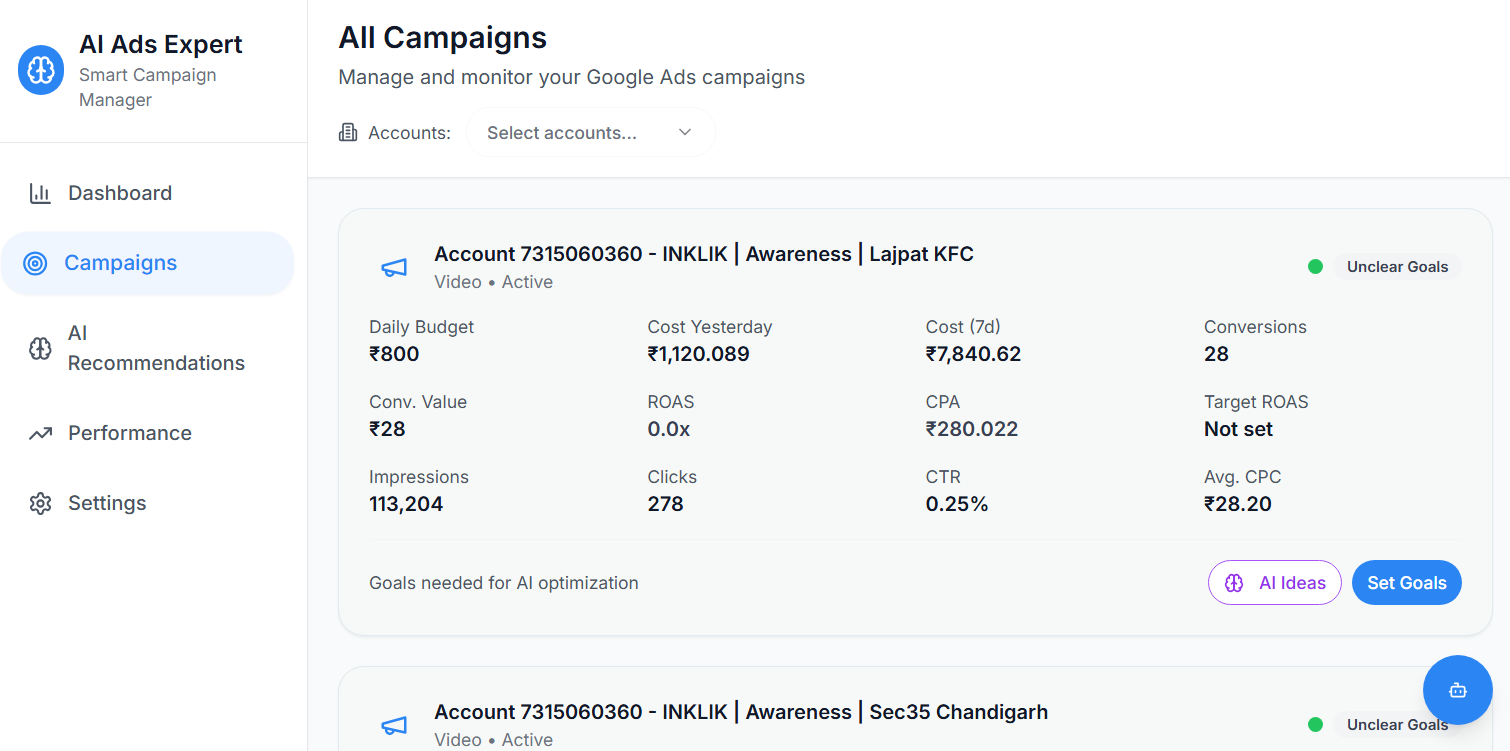 AI Ads Expert
Smart Campaign
Manager
Dashboard
Campaigns
AI
Recommendations
Performance
Settings
All Campaigns
Manage and monitor your Google Ads campaigns
Accounts:
Select accounts...
Account 7315060360 - INKLIK | Awareness | Lajpat KFC
Video • Active
Unclear Goals
Daily Budget
Cost Yesterday
Cost (7d)
Conversions
₹800
₹1,120.089
₹7,840.62
28
Conv. Value
ROAS
CPA
Target ROAS
₹28
0.0x
₹280.022
Not set
Impressions
Clicks
CTR
Avg. CPC
113,204
278
0.25%
₹28.20
Goals needed for AI optimization
AI Ideas
Set Goals
Account 7315060360 - INKLIK | Awareness | Sec35 Chandigarh
Video • Active
Unclear Goals